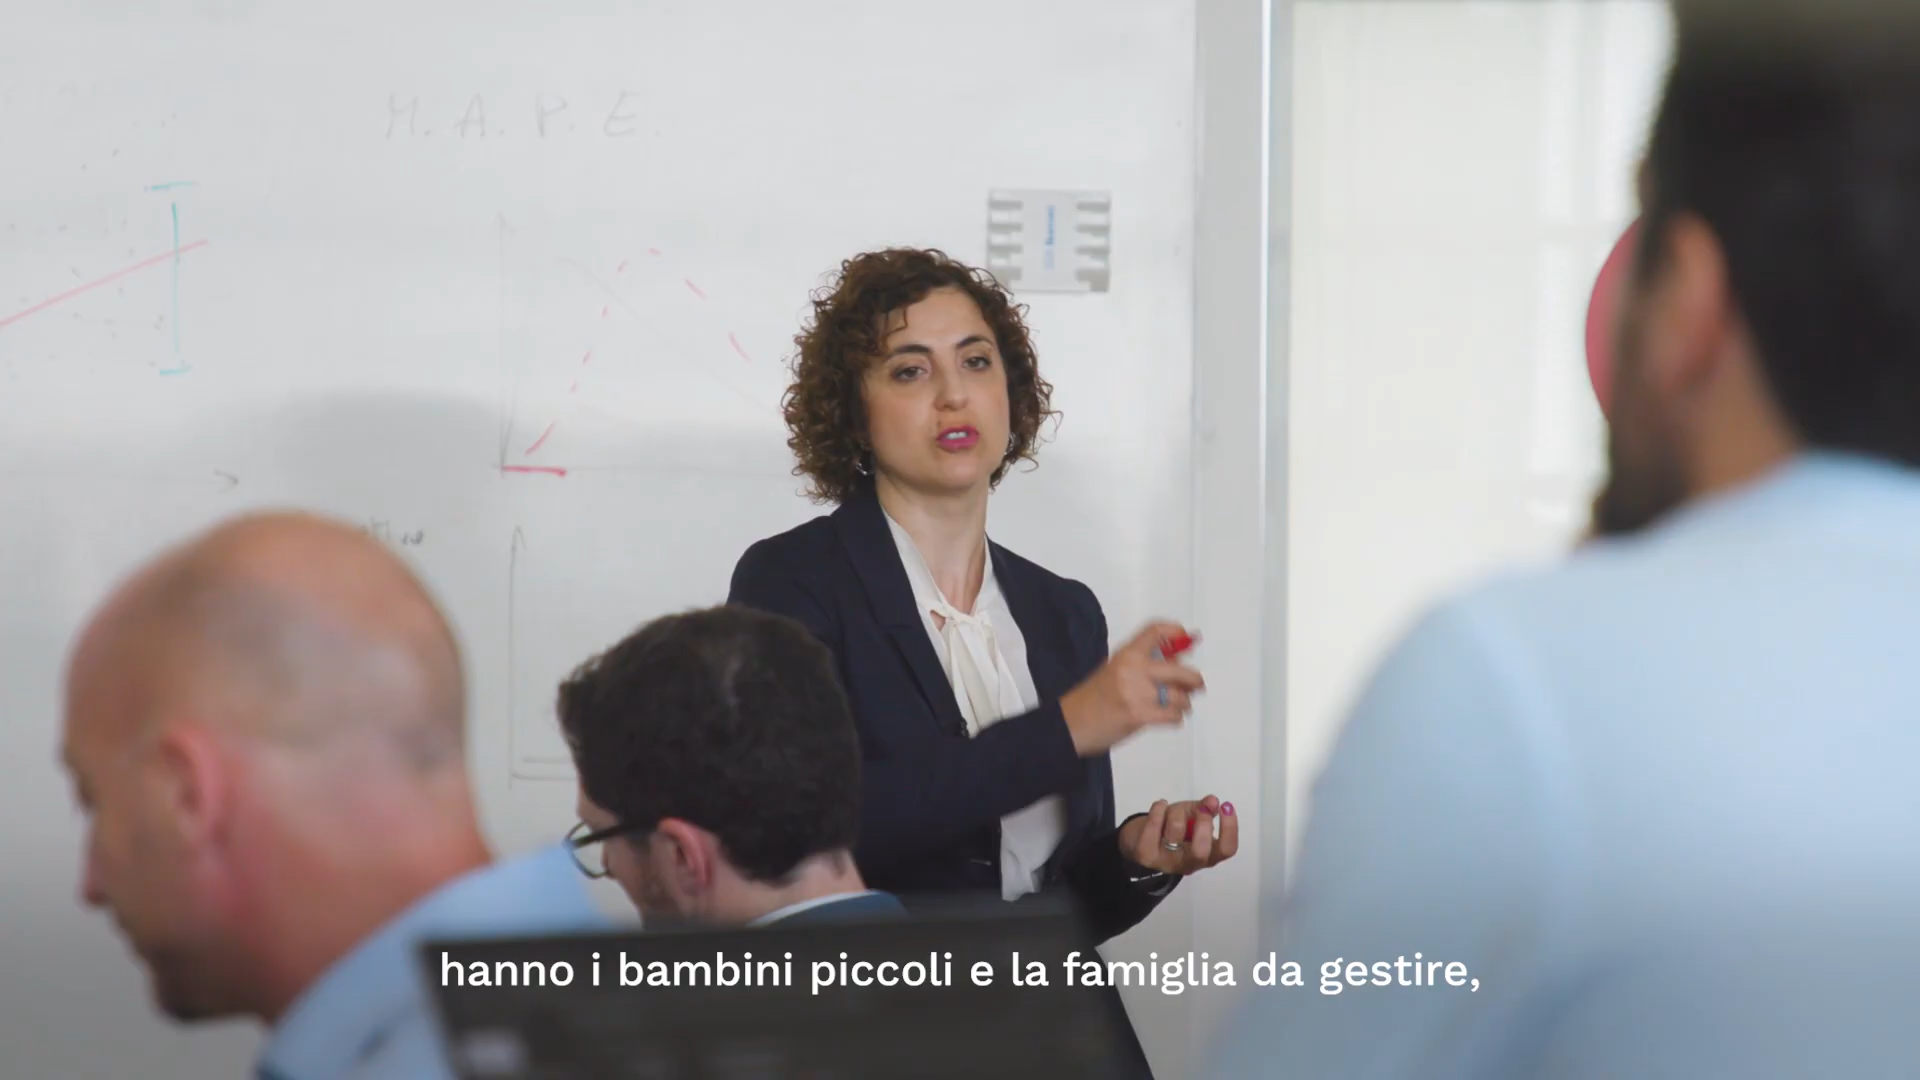 M. A. P. E.
hanno i bambini piccoli e la famiglia da gestire,